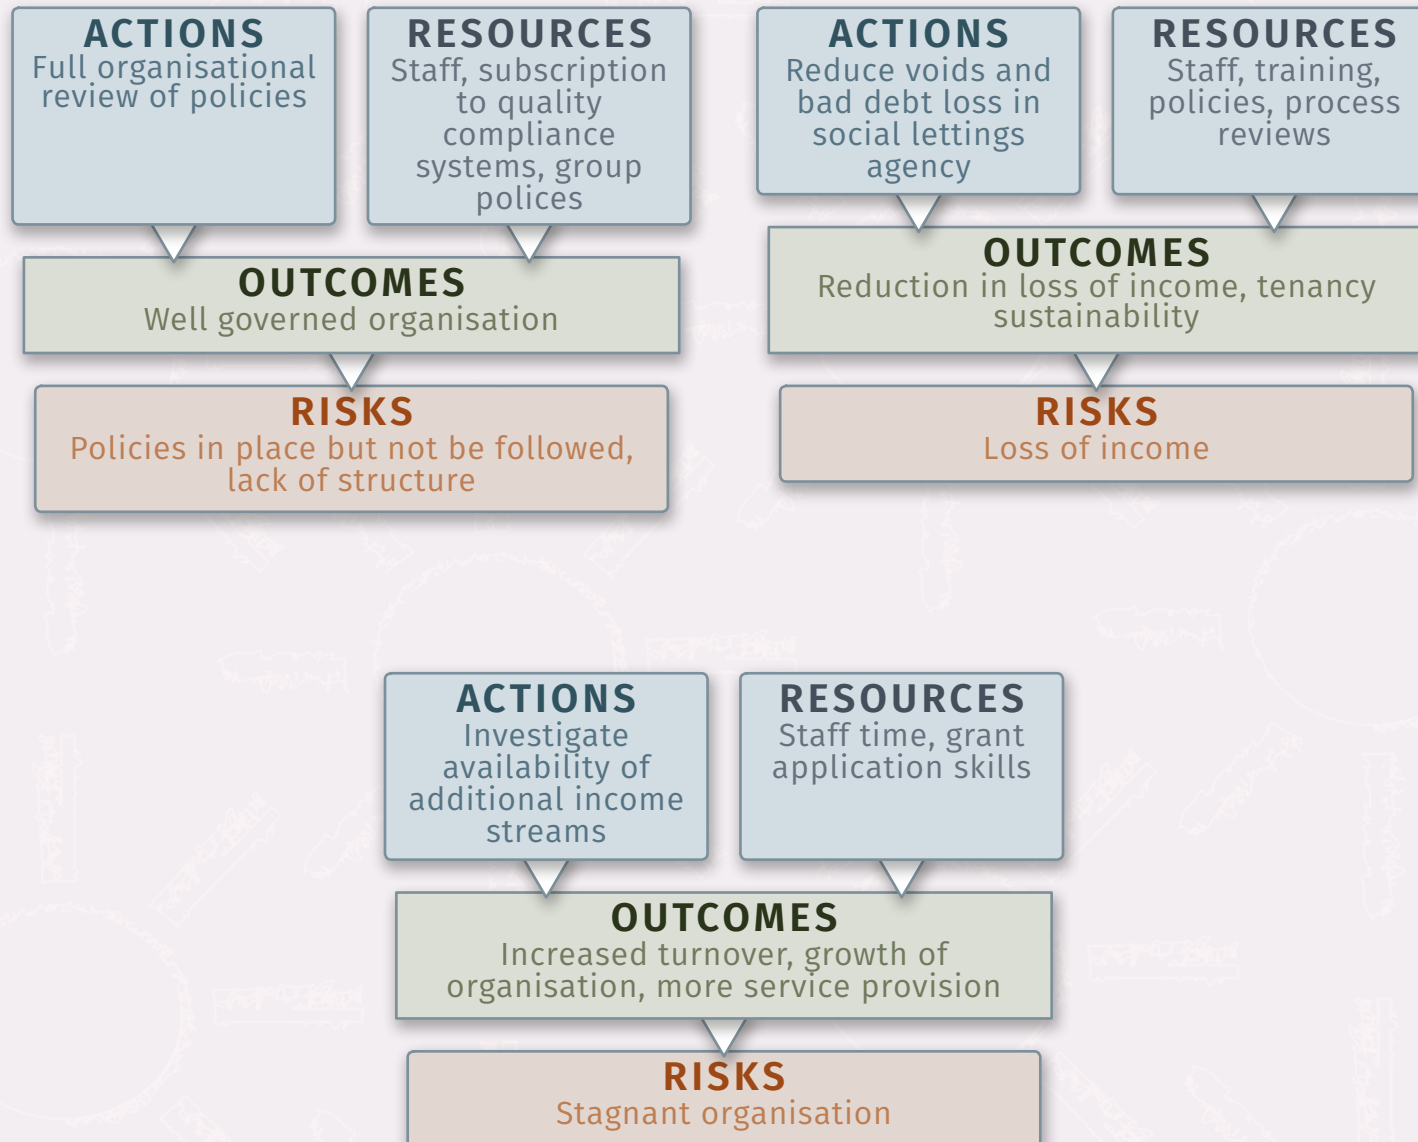 ACTIONS
Full organisational
review of policies
RESOURCES
Staff, subscription
to quality
compliance
systems, group
polices
OUTCOMES
Well governed organisation
RISKS
Policies in place but not be followed,
lack of structure
ACTIONS
Reduce voids and
bad debt loss in
social lettings
agency
RESOURCES
Staff, training,
policies, process
reviews
OUTCOMES
Reduction in loss of income, tenancy
sustainability
RISKS
Loss of income
ACTIONS
Investigate
availability of
additional income
streams
RESOURCES
Staff time, grant
application skills
OUTCOMES
Increased turnover, growth of
organisation, more service provision
RISKS
Stagnant organisation